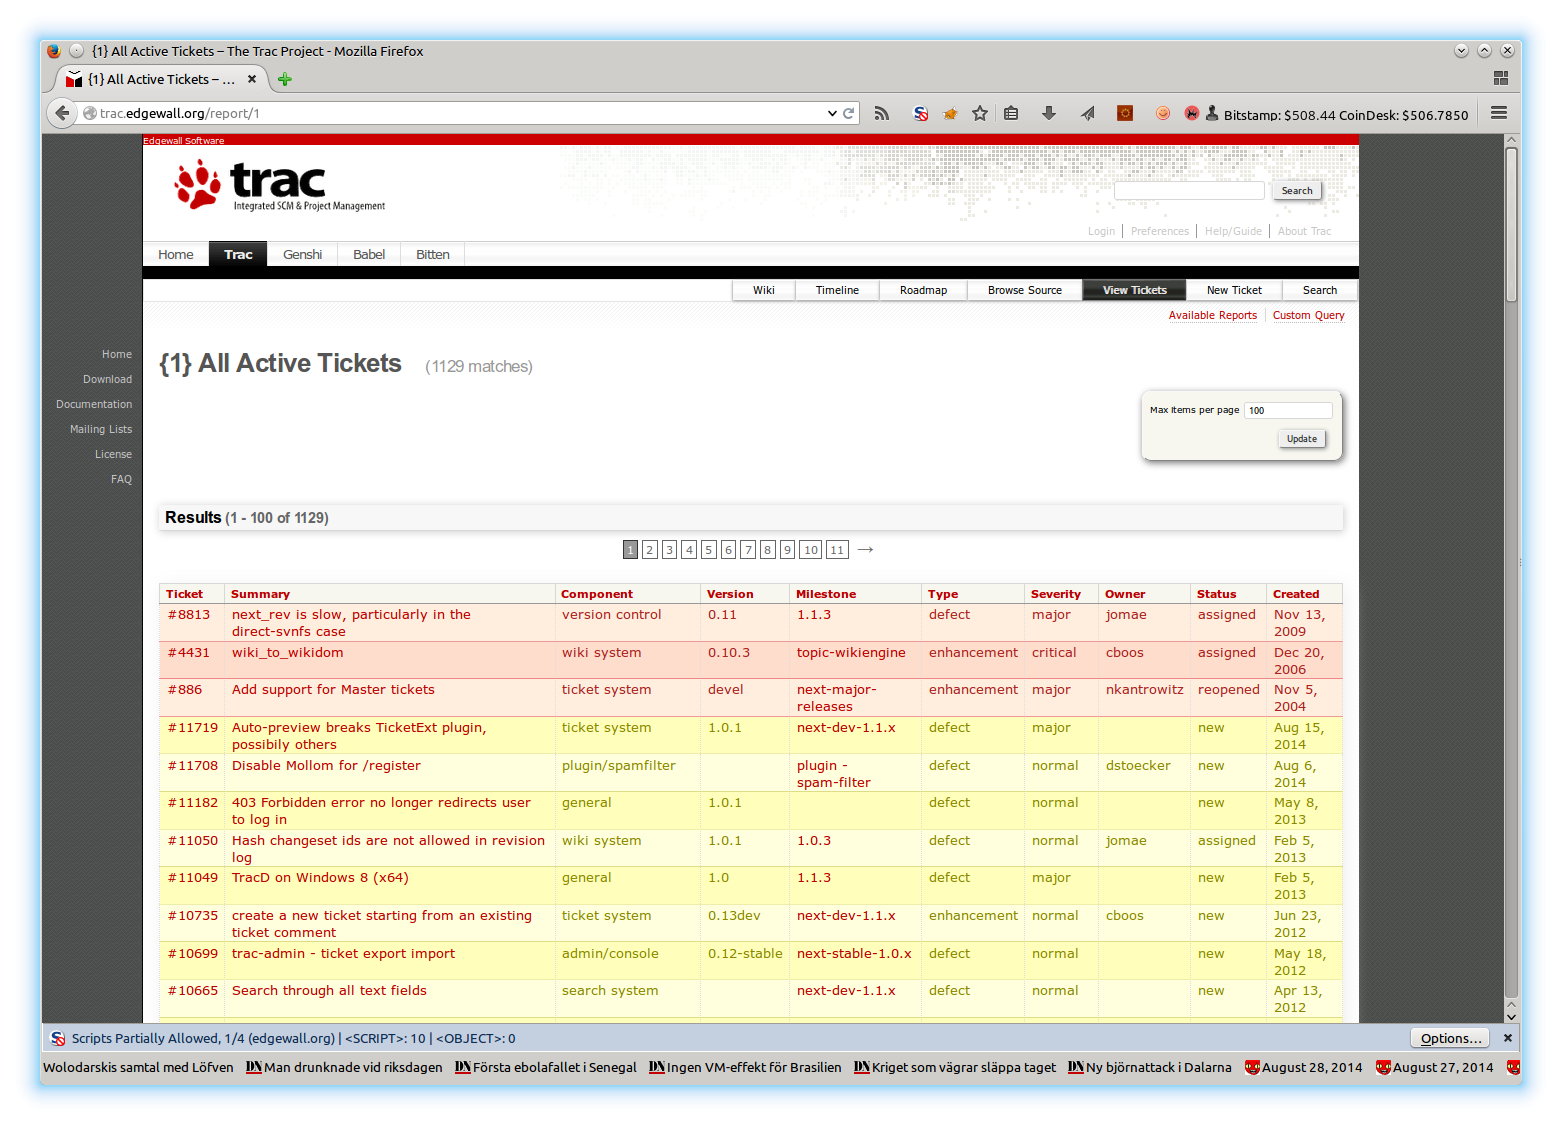 {1} All Active Tickets – The Trac Project - Mozilla Firefox
{1} All Active Tickets – ...
trac.edgewall.org/report/1
Bitstamp: $508.44 CoinDesk: $506.7850
Edgewall Software
trac
Integrated SCM & Project Management
Search
Login Preferences Help/Guide About Trac
Home Trac Genshi Babel Bitten
Wiki Timeline Roadmap Browse Source View Tickets New Ticket Search
Available Reports Custom Query
Home
Download
Documentation
Mailing Lists
License
FAQ
{1} All Active Tickets (1129 matches)
Max items per page 100
Update
Results (1 - 100 of 1129)
1 2 3 4 5 6 7 8 9 10 11 →
Ticket Summary Component Version Milestone Type Severity Owner Status Created
#8813 next_rev is slow, particularly in the version control 0.11 1.1.3 defect major jomae assigned Nov 13,
direct-svnfs case 2009
#4431 wiki_to_wikidom wiki system 0.10.3 topic-wikiengine enhancement critical cboos assigned Dec 20,
2006
#886 Add support for Master tickets ticket system devel next-major- enhancement major nkantrowitz reopened Nov 5,
releases 2004
#11719 Auto-preview breaks TicketExt plugin, ticket system 1.0.1 next-dev-1.1.x defect major new Aug 15,
possibily others 2014
#11708 Disable Mollom for /register plugin/spamfilter plugin - defect normal dstoecker new Aug 6,
spam-filter 2014
#11182 403 Forbidden error no longer redirects user general 1.0.1 defect normal new May 8,
to log in 2013
#11050 Hash changeset ids are not allowed in revision wiki system 1.0.1 1.0.3 defect normal jomae assigned Feb 5,
log 2013
#11049 TracD on Windows 8 (x64) general 1.0 1.1.3 defect major new Feb 5,
2013
#10735 create a new ticket starting from an existing ticket system 0.13dev next-dev-1.1.x enhancement normal cboos new Jun 23,
ticket comment 2012
#10699 trac-admin - ticket export import admin/console 0.12-stable next-stable-1.0.x defect normal new May 18,
2012
#10665 Search through all text fields search system next-dev-1.1.x defect normal new Apr 13,
2012
Scripts Partially Allowed, 1/4 (edgewall.org) | <SCRIPT>: 10 | <OBJECT>: 0 Options...
Wolodarskis samtal med Löfven DN Man drunknade vid riksdagen DN Första ebolafallet i Senegal DN Ingen VM-effekt för Brasilien DN Kriget som vägrar släppa taget DN Ny björnattack i Dalarna August 28, 2014 August 27, 2014